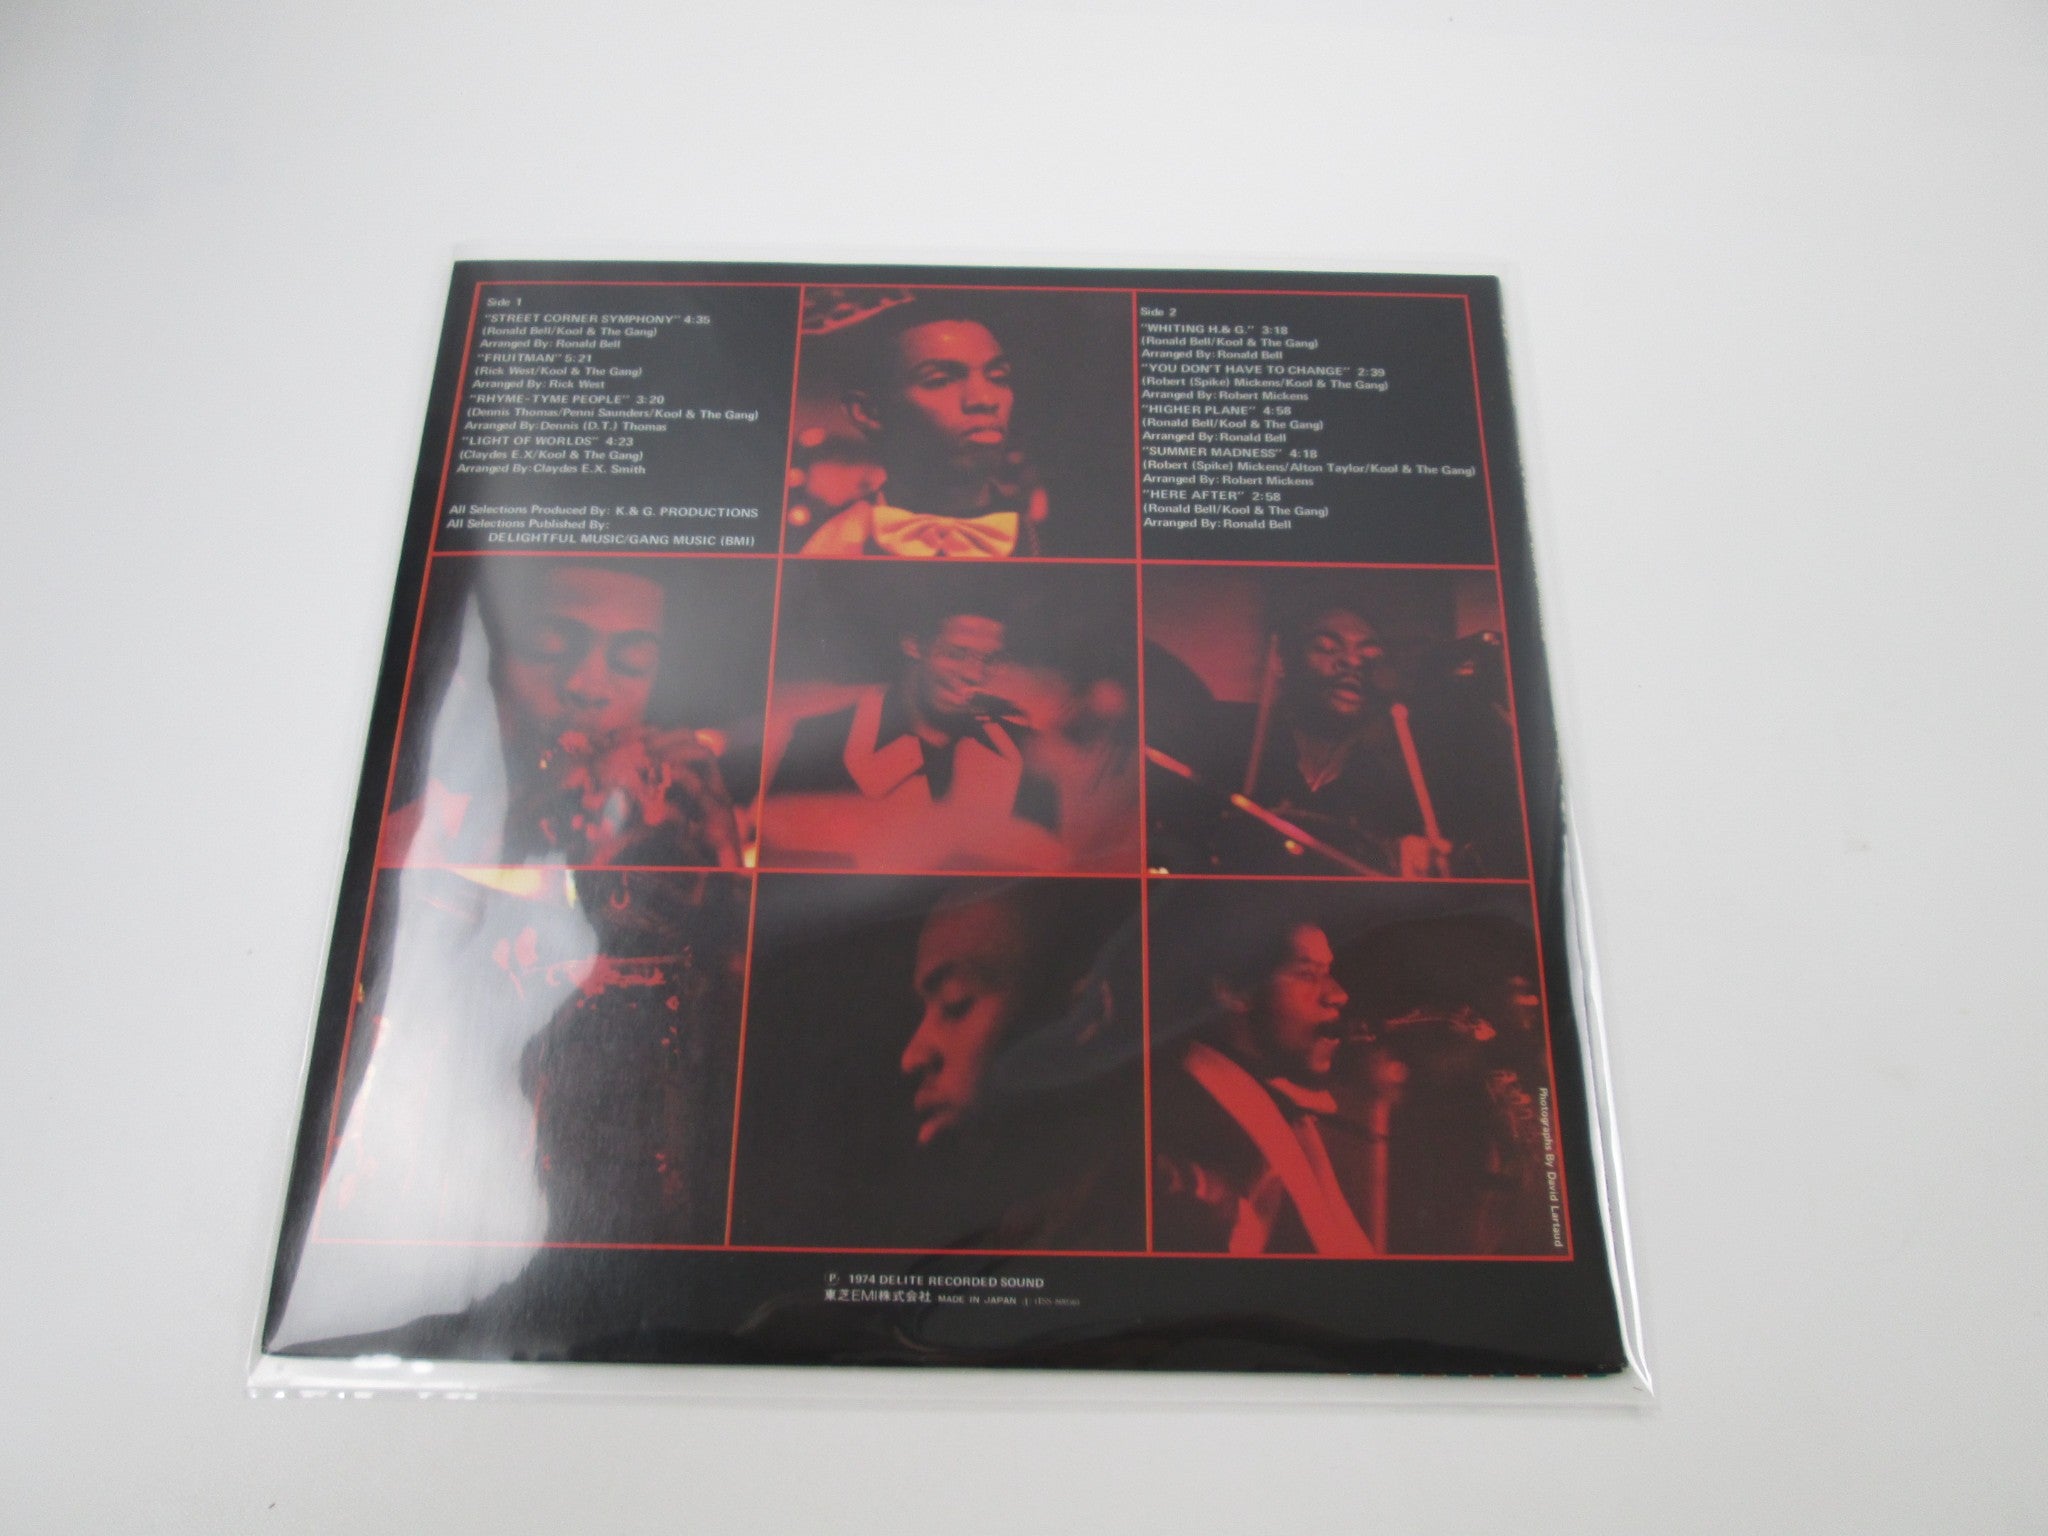 Side 1
"STREET CORNER SYMPHONY" 4:35
(Ronald Bell/Kool & The Gang)
Arranged By: Ronald Bell
"FRUITMAN" 5:21
(Rick West/Kool & The Gang)
Arranged By: Rick West
"RHYME-TYME PEOPLE" 3:20
(Dennis Thomas/Penni Saunders/Kool & The Gang)
Arranged By: Dennis (D.T.) Thomas
"LIGHT OF WORLDS" 4:23
(Claydes E.X/Kool & The Gang)
Arranged By: Claydes E.X. Smith
All Selections Produced By: K.& G. PRODUCTIONS
All Selections Published By:
DELIGHTFUL MUSIC/GANG MUSIC (BMI)
Side 2
"WHITING H.& G." 3:18
(Ronald Bell/Kool & The Gang)
Arranged By: Ronald Bell
"YOU DON'T HAVE TO CHANGE" 2:39
(Robert (Spike) Mickens/Kool & The Gang)
Arranged By: Robert Mickens
"HIGHER PLANE" 4:58
(Ronald Bell/Kool & The Gang)
Arranged By: Ronald Bell
"SUMMER MADNESS" 4:18
(Robert (Spike) Mickens/Alton Taylor/Kool & The Gang)
Arranged By: Robert Mickens
"HERE AFTER" 2:58
(Ronald Bell/Kool & The Gang)
Arranged By: Ronald Bell
Photographs By David Lartaud
Ⓟ 1974 DELITE RECORDED SOUND
東芝EMI株式会社 MADE IN JAPAN